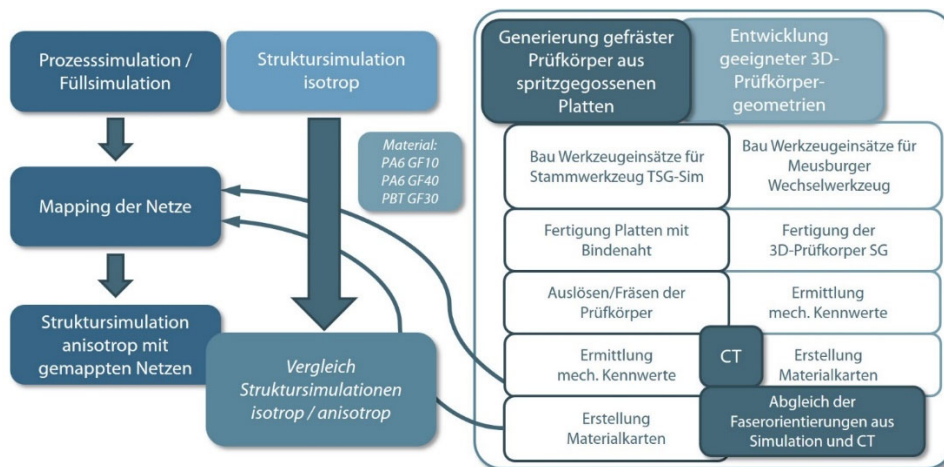 Prozesssimulation /
Füllsimulation
Struktursimulation
isotrop
Mapping der Netze
Struktursimulation
anisotrop mit
gemappten Netzen
Material:
PA6 GF10
PA6 GF40
PBT GF30
Vergleich
Struktursimulationen
isotrop / anisotrop
Generierung gefräster
Prüfkörper aus
spritzgegossenen
Platten
Entwicklung
geeigneter 3D-
Prüfkörper-
geometrien
Bau Werkzeugeinsätze für
Stammwerkzeug TSG-Sim
Bau Werkzeugeinsätze für
Meusburger
Wechselwerkzeug
Fertigung Platten mit
Bindenaht
Fertigung der
3D-Prüfkorper SG
Auslösen/Fräsen der
Prüfkörper
Ermittlung
mech. Kennwerte
Ermittlung
mech. Kennwerte
CT
Erstellung
Materialkarten
Erstellung
Materialkarten
Abgleich der
Faserorientierungen aus
Simulation und CT